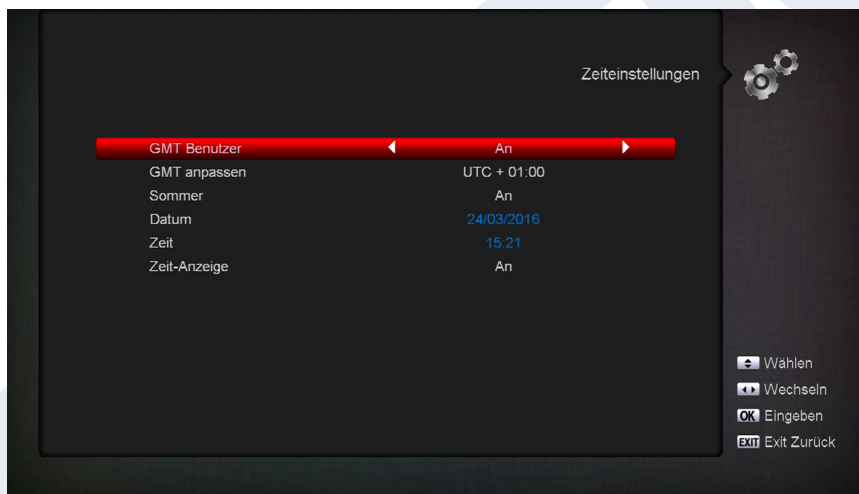 Zeiteinstellungen
GMT Benutzer An
GMT anpassen UTC + 01:00
Sommer An
Datum 24/03/2016
Zeit 15:21
Zeit-Anzeige An
Wählen
Wechseln
OK Eingeben
EXIT Exit Zurück